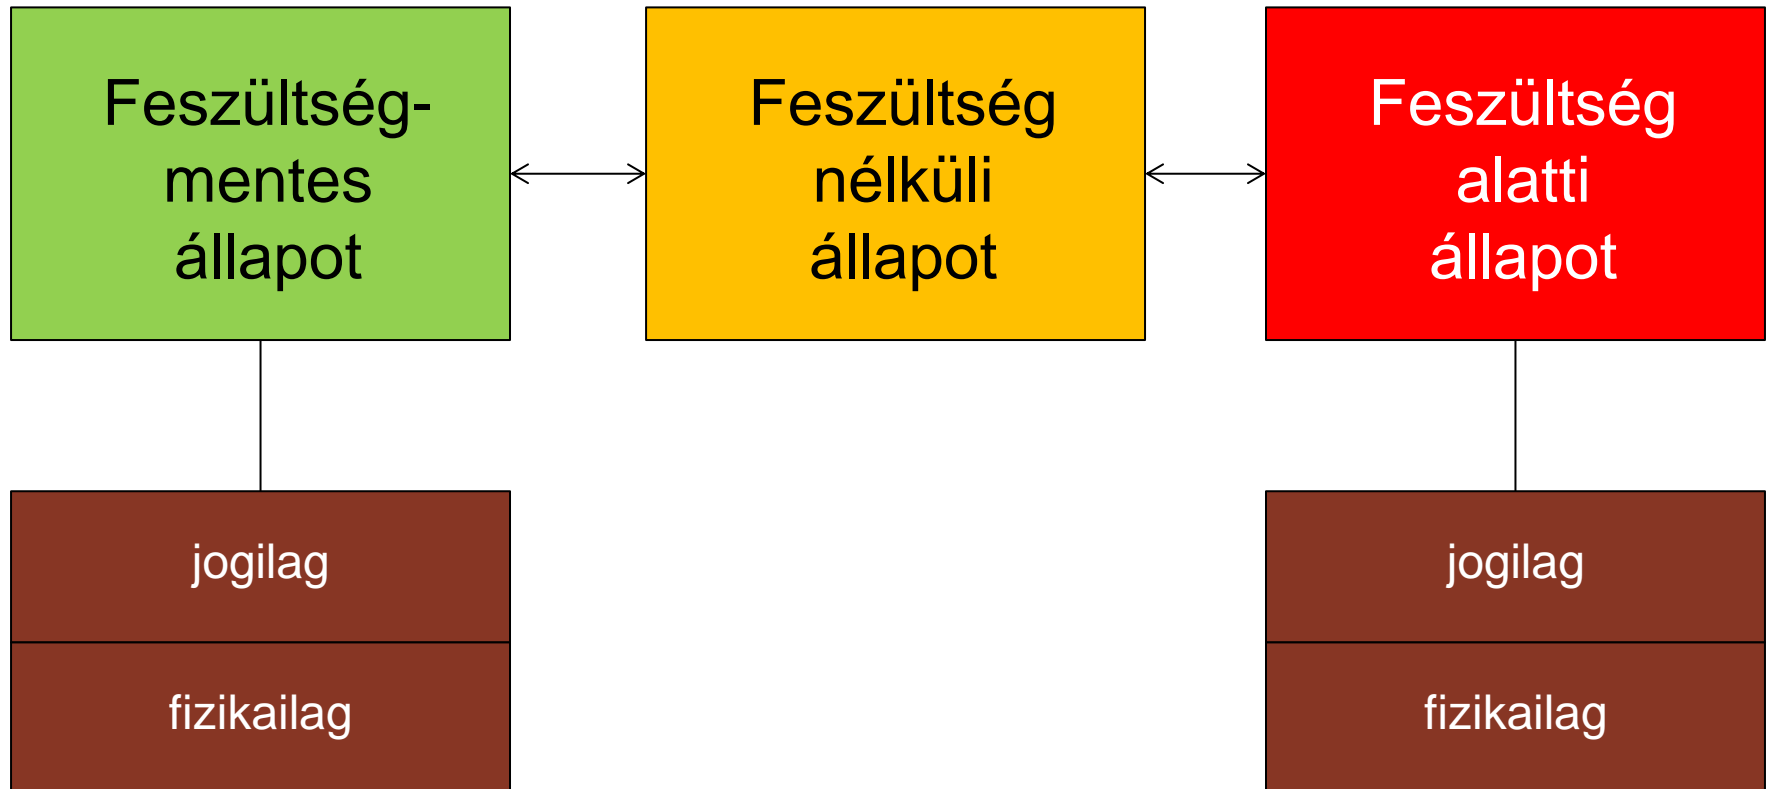 Feszültség-
mentes
állapot
Feszültség
nélküli
állapot
Feszültség
alatti
állapot
jogilag
fizikailag
jogilag
fizikailag